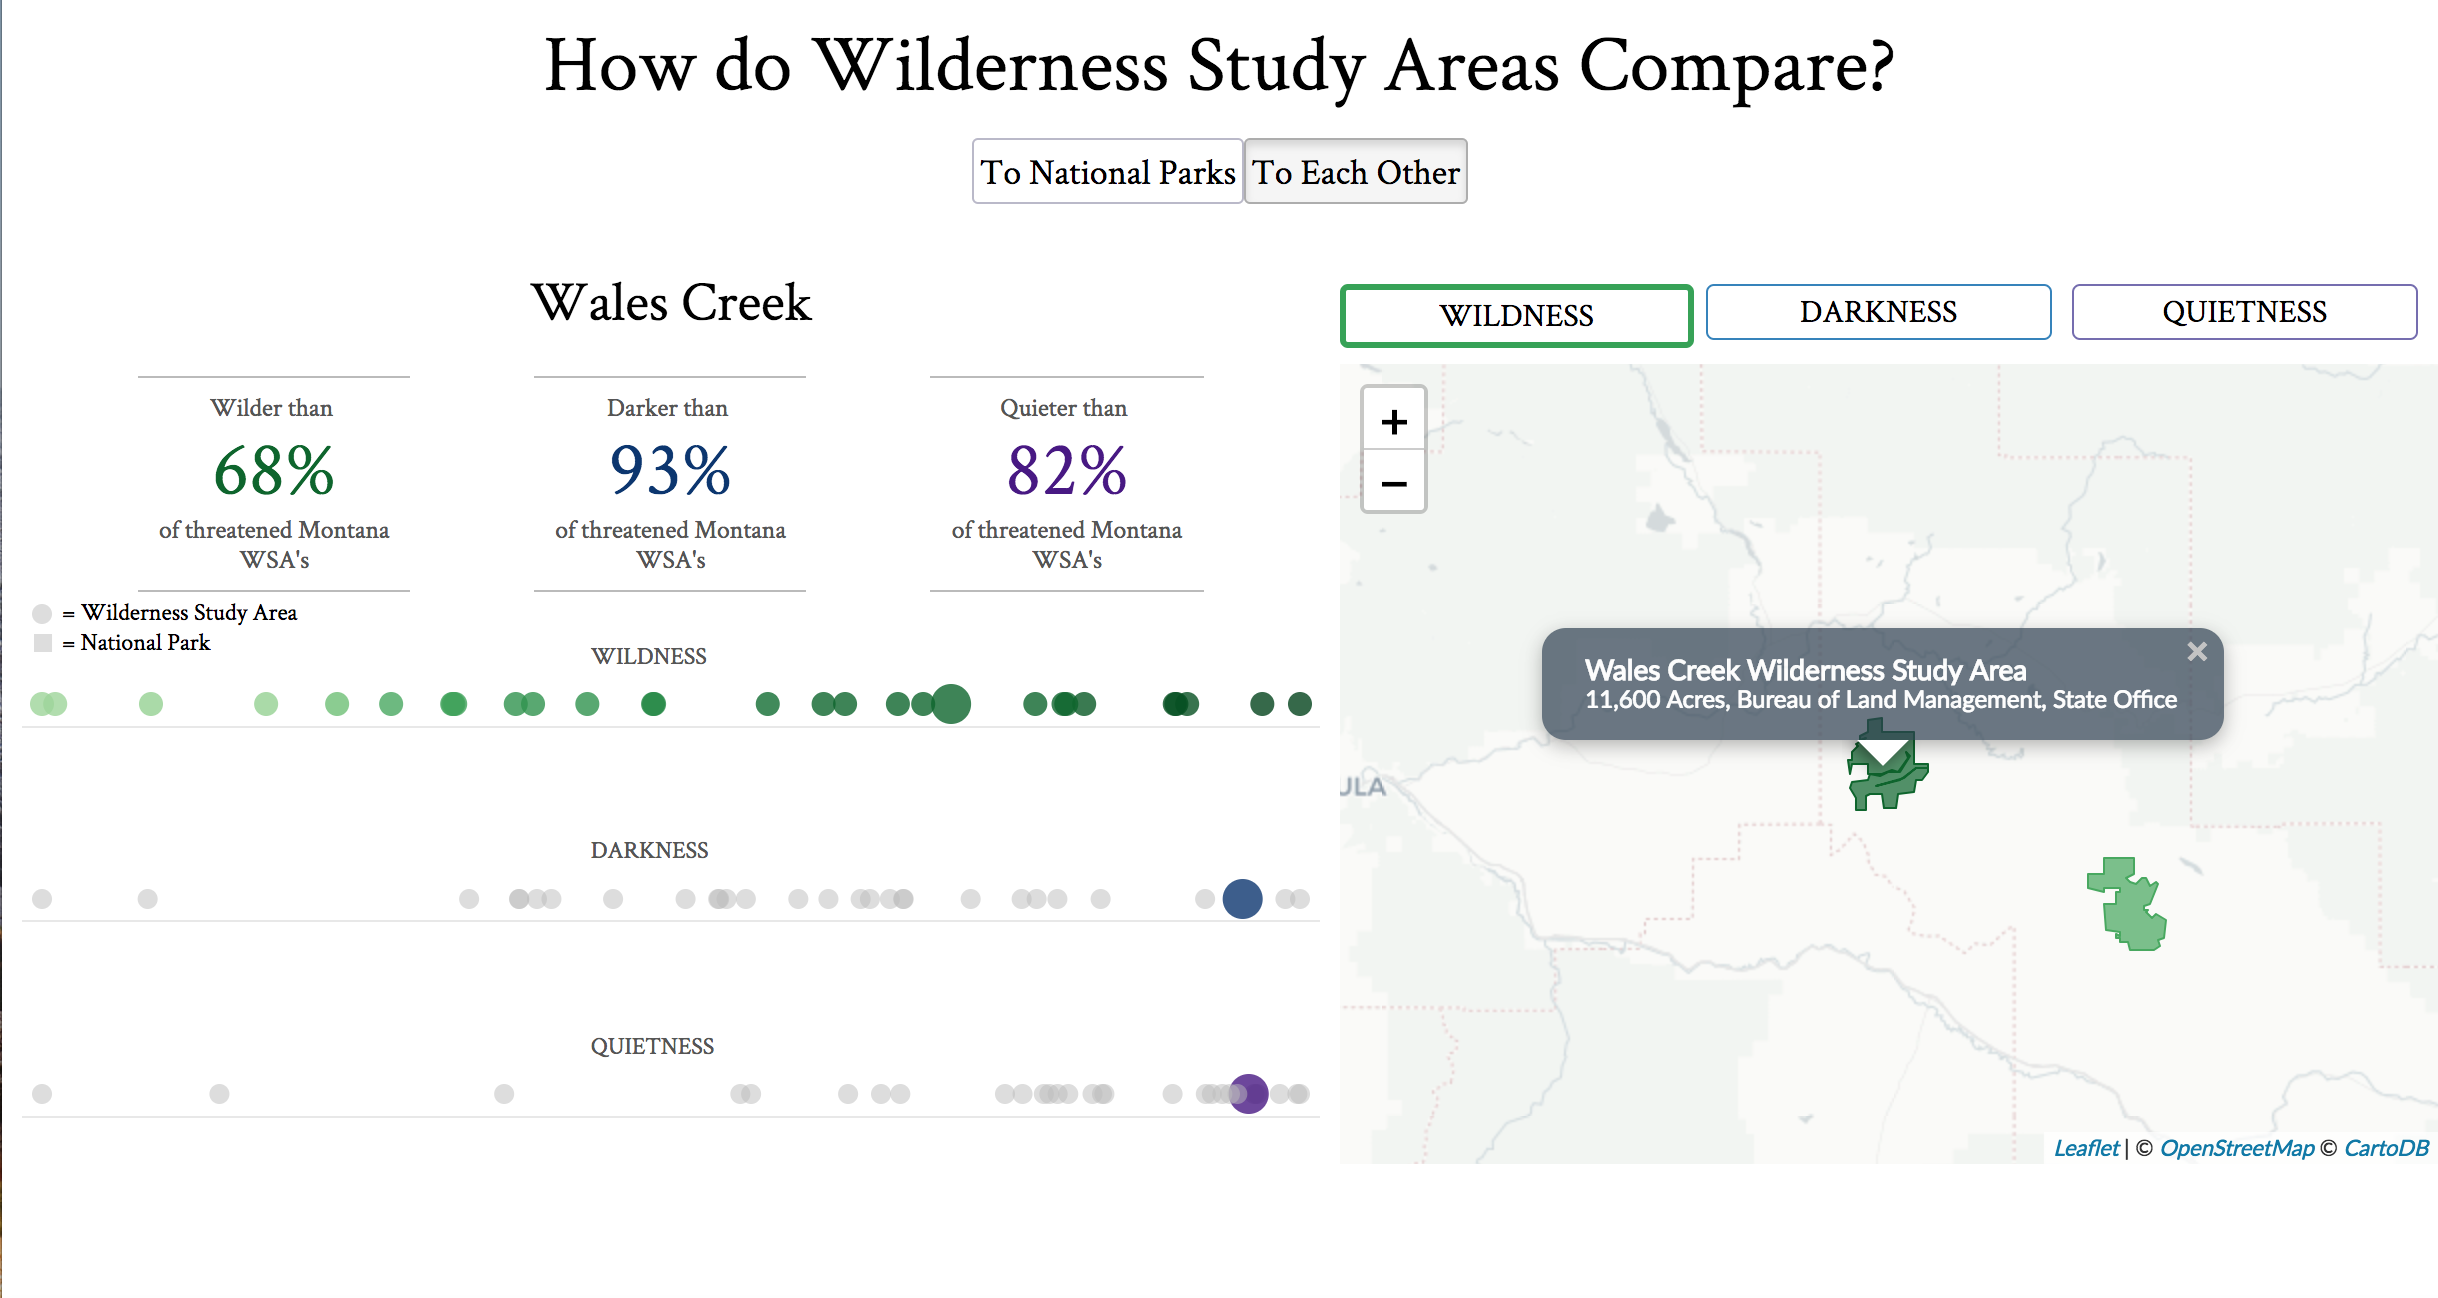 How do Wilderness Study Areas Compare?
To National Parks To Each Other
Wales Creek
Wilder than
68%
of threatened Montana
WSA's
Darker than
93%
of threatened Montana
WSA's
Quieter than
82%
of threatened Montana
WSA's
= Wilderness Study Area
= National Park
WILDNESS
DARKNESS
QUIETNESS
WILDNESS DARKNESS QUIETNESS
+
−
Wales Creek Wilderness Study Area ×
11,600 Acres, Bureau of Land Management, State Office
ULA
Leaflet | © OpenStreetMap © CartoDB